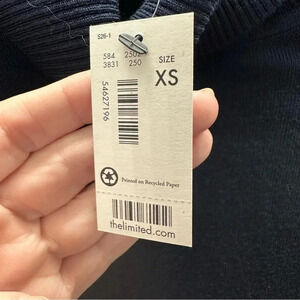 S26-1
584 2502
3831 250
SIZE
XS
54627196
Printed on Recycled Paper
thelimited.com